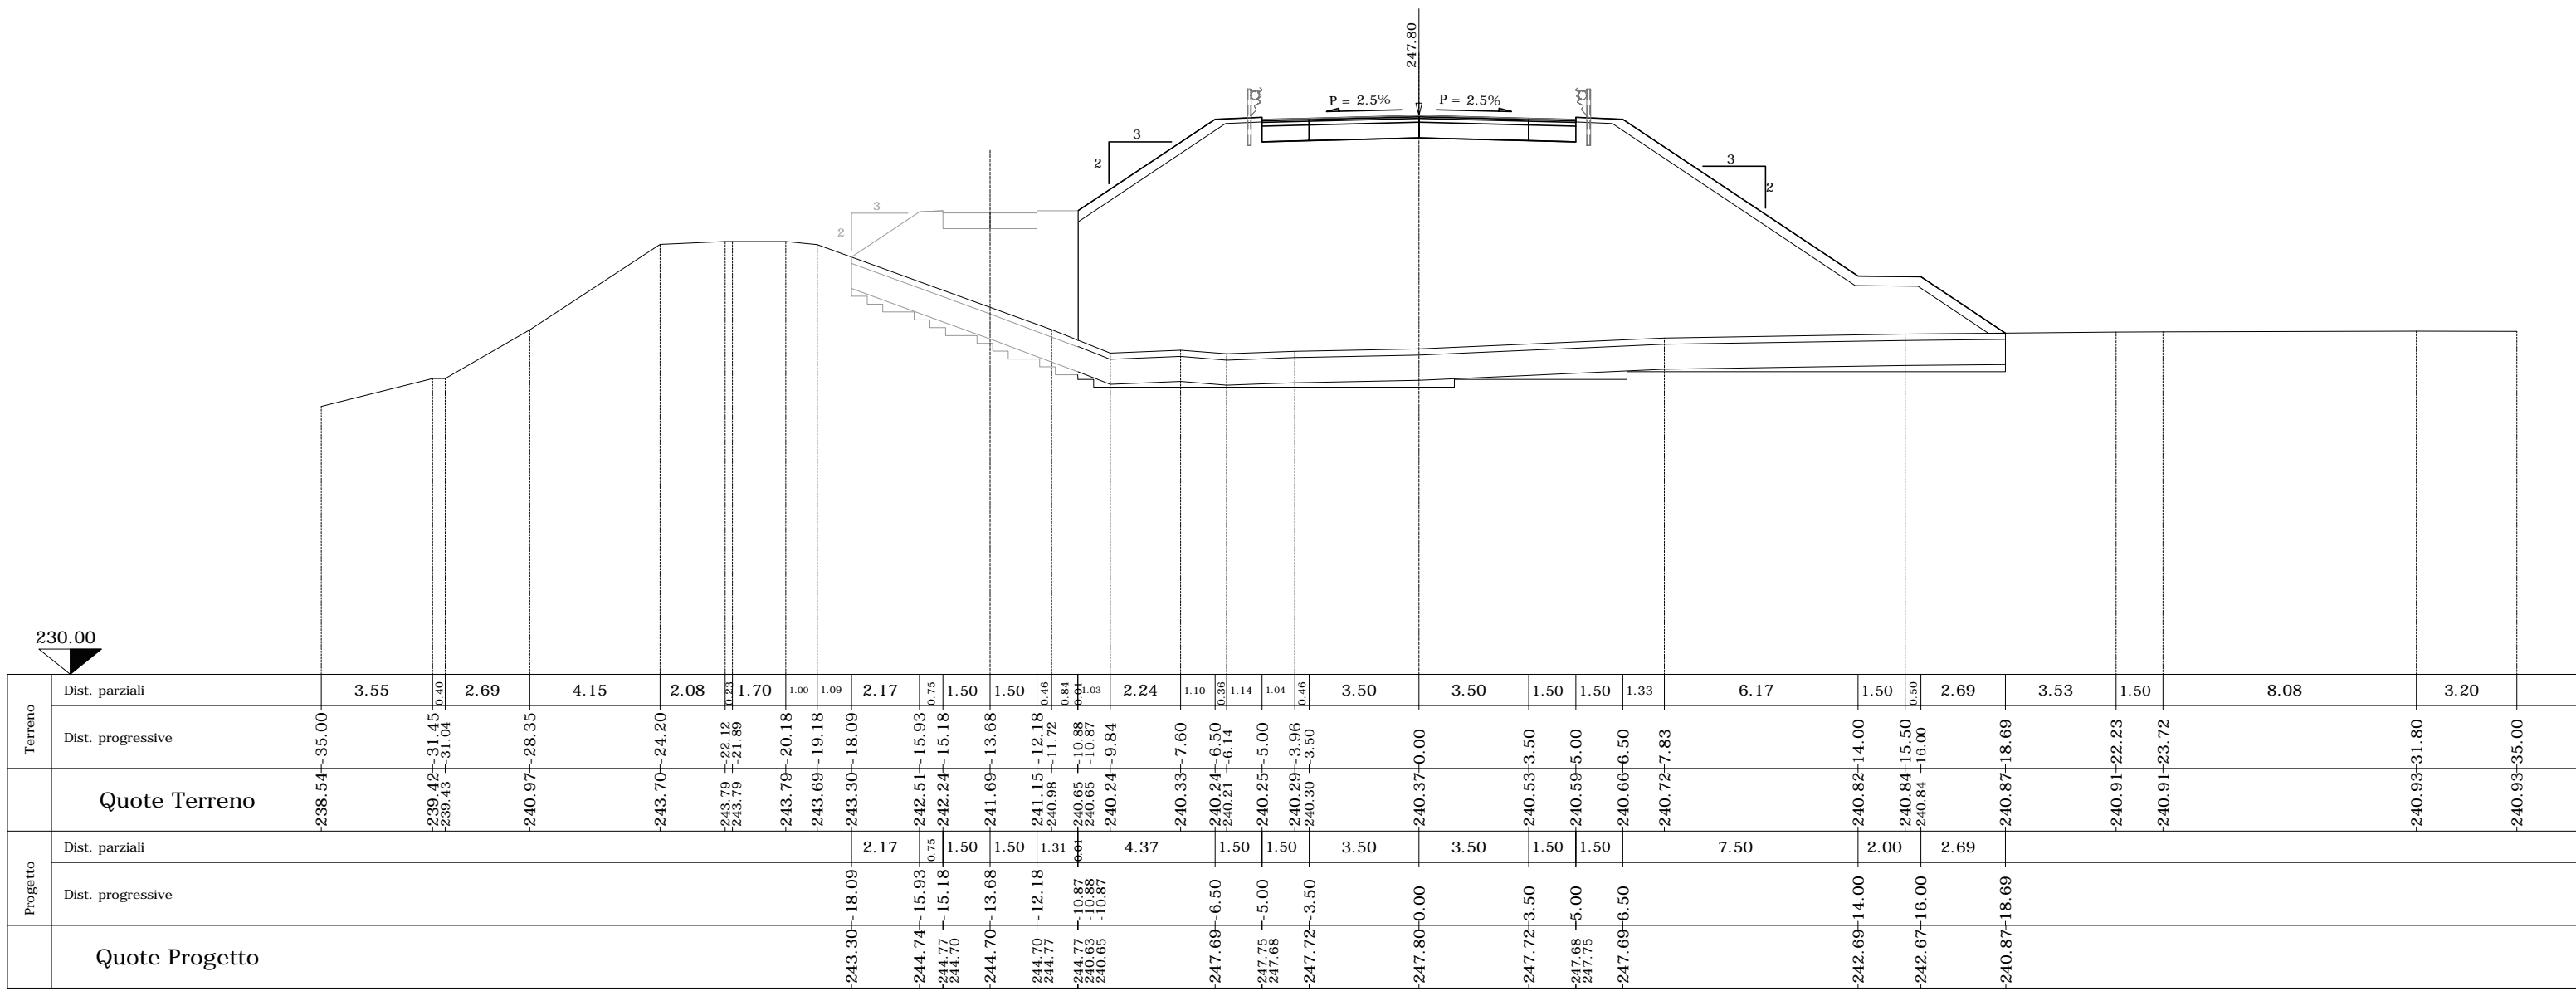 247.80
P = 2.5% P = 2.5%
3
2
3
2
3
2
230.00
Terreno
Dist. parziali 3.55 0.40 2.69 4.15 2.08 0.23 1.70 1.00 1.09 2.17 0.75 1.50 1.50 0.46 0.84 0.01 1.03 2.24 1.10 0.36 1.14 1.04 0.46 3.50 3.50 1.50 1.50 1.33 6.17 1.50 0.50 2.69 3.53 1.50 8.08 3.20
Dist. progressive -35.00 -31.45 -31.04 -28.35 -24.20 -22.12 -21.89 -20.18 -19.18 -18.09 -15.93 -15.18 -13.68 -12.18 -11.72 -10.88 -10.87 -9.84 -7.60 -6.50 -6.14 -5.00 -3.96 -3.50 0.00 3.50 5.00 6.50 7.83 14.00 15.50 16.00 18.69 22.23 23.72 31.80 35.00
Quote Terreno 238.54 239.42 239.43 240.97 243.70 243.79 243.79 243.79 243.69 243.30 242.51 242.24 241.69 241.15 240.98 240.65 240.65 240.24 240.33 240.24 240.21 240.25 240.29 240.30 240.37 240.53 240.59 240.66 240.72 240.82 240.84 240.84 240.87 240.91 240.91 240.93 240.93
Progetto
Dist. parziali 2.17 0.75 1.50 1.50 1.31 0.01 4.37 1.50 1.50 3.50 3.50 1.50 1.50 7.50 2.00 2.69
Dist. progressive -18.09 -15.93 -15.18 -13.68 -12.18 -10.87 -10.88 -10.87 -6.50 -5.00 -3.50 0.00 3.50 5.00 6.50 14.00 16.00 18.69
Quote Progetto 243.30 244.74 244.77 244.70 244.70 244.70 244.77 244.77 240.63 240.65 247.69 247.75 247.68 247.72 247.80 247.72 247.68 247.75 247.69 242.69 242.67 240.87